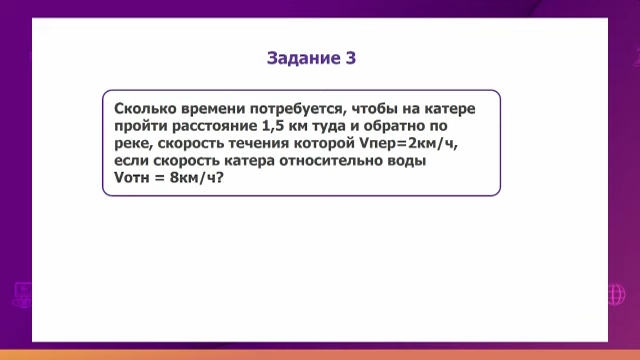 Задание 3
Сколько времени потребуется, чтобы на катере
пройти расстояние 1,5 км туда и обратно по
реке, скорость течения которой Vпер=2км/ч,
если скорость катера относительно воды
Vотн = 8км/ч?